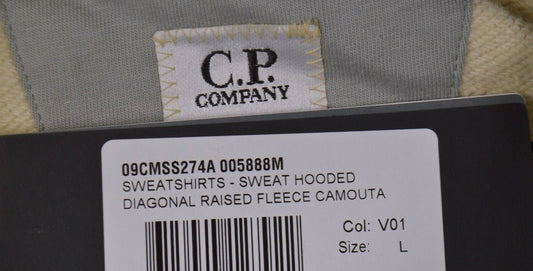 C.P.
COMPANY
09CMSS274A 005888M
SWEATSHIRTS - SWEAT HOODED
DIAGONAL RAISED FLEECE CAMOUTA
Col: V01
Size: L